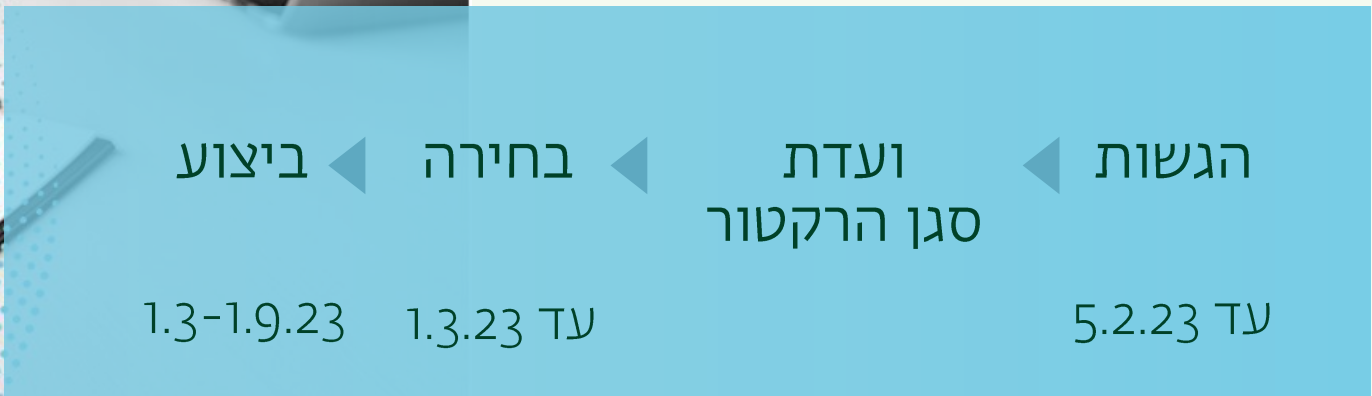 הגשות
ועדת
סגן הרקטור
בחירה
ביצוע
עד 5.2.23
עד 1.3.23
1.3-1.9.23